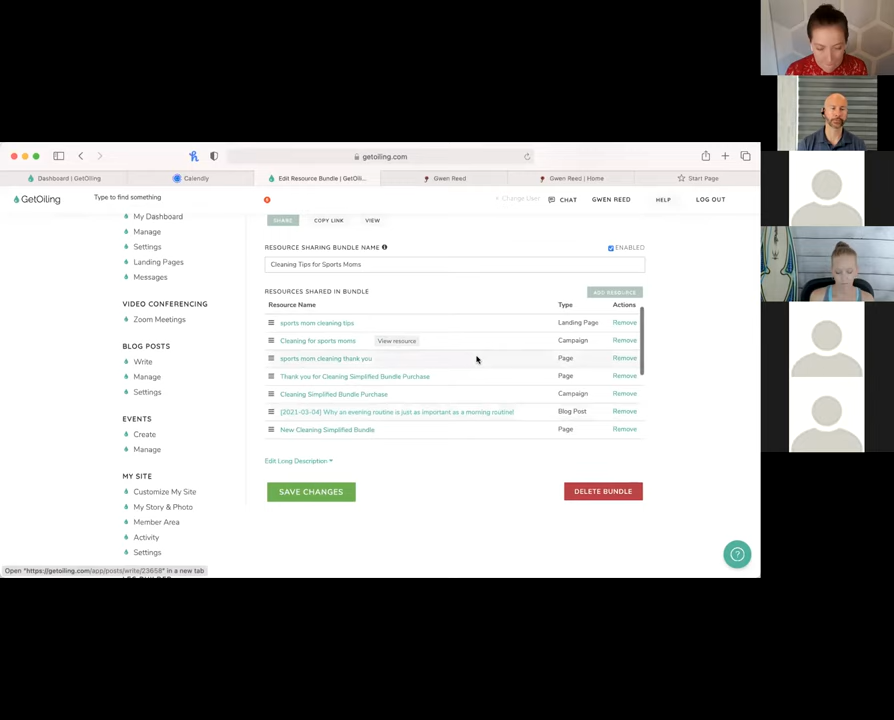 getoiling.com
Dashboard | GetOiling
Calendly
Edit Resource Bundle | GetOili...
Gwen Reed
Gwen Reed | Home
Start Page
GetOiling
Type to find something
+ Change User
CHAT
GWEN REED
HELP
LOG OUT
My Dashboard
Manage
Settings
Landing Pages
Messages
VIDEO CONFERENCING
Zoom Meetings
BLOG POSTS
Write
Manage
Settings
EVENTS
Create
Manage
MY SITE
Customize My Site
My Story & Photo
Member Area
Activity
Settings
SHARE
COPY LINK
VIEW
RESOURCE SHARING BUNDLE NAME
ENABLED
Cleaning Tips for Sports Moms
RESOURCES SHARED IN BUNDLE
ADD RESOURCE
Resource Name Type Actions
sports mom cleaning tips Landing Page Remove
Cleaning for sports moms View resource Campaign Remove
sports mom cleaning thank you Page Remove
Thank you for Cleaning Simplified Bundle Purchase Page Remove
Cleaning Simplified Bundle Purchase Campaign Remove
[2021-03-04] Why an evening routine is just as important as a morning routine! Blog Post Remove
New Cleaning Simplified Bundle Page Remove
Edit Long Description
SAVE CHANGES
DELETE BUNDLE
Open "https://getoiling.com/app/posts/write/23658" in a new tab